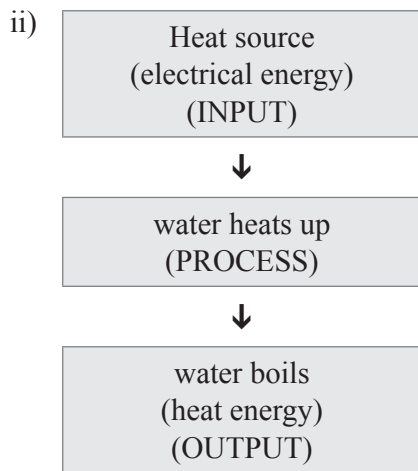 ii)
Heat source
(electrical energy)
(INPUT)
water heats up
(PROCESS)
water boils
(heat energy)
(OUTPUT)